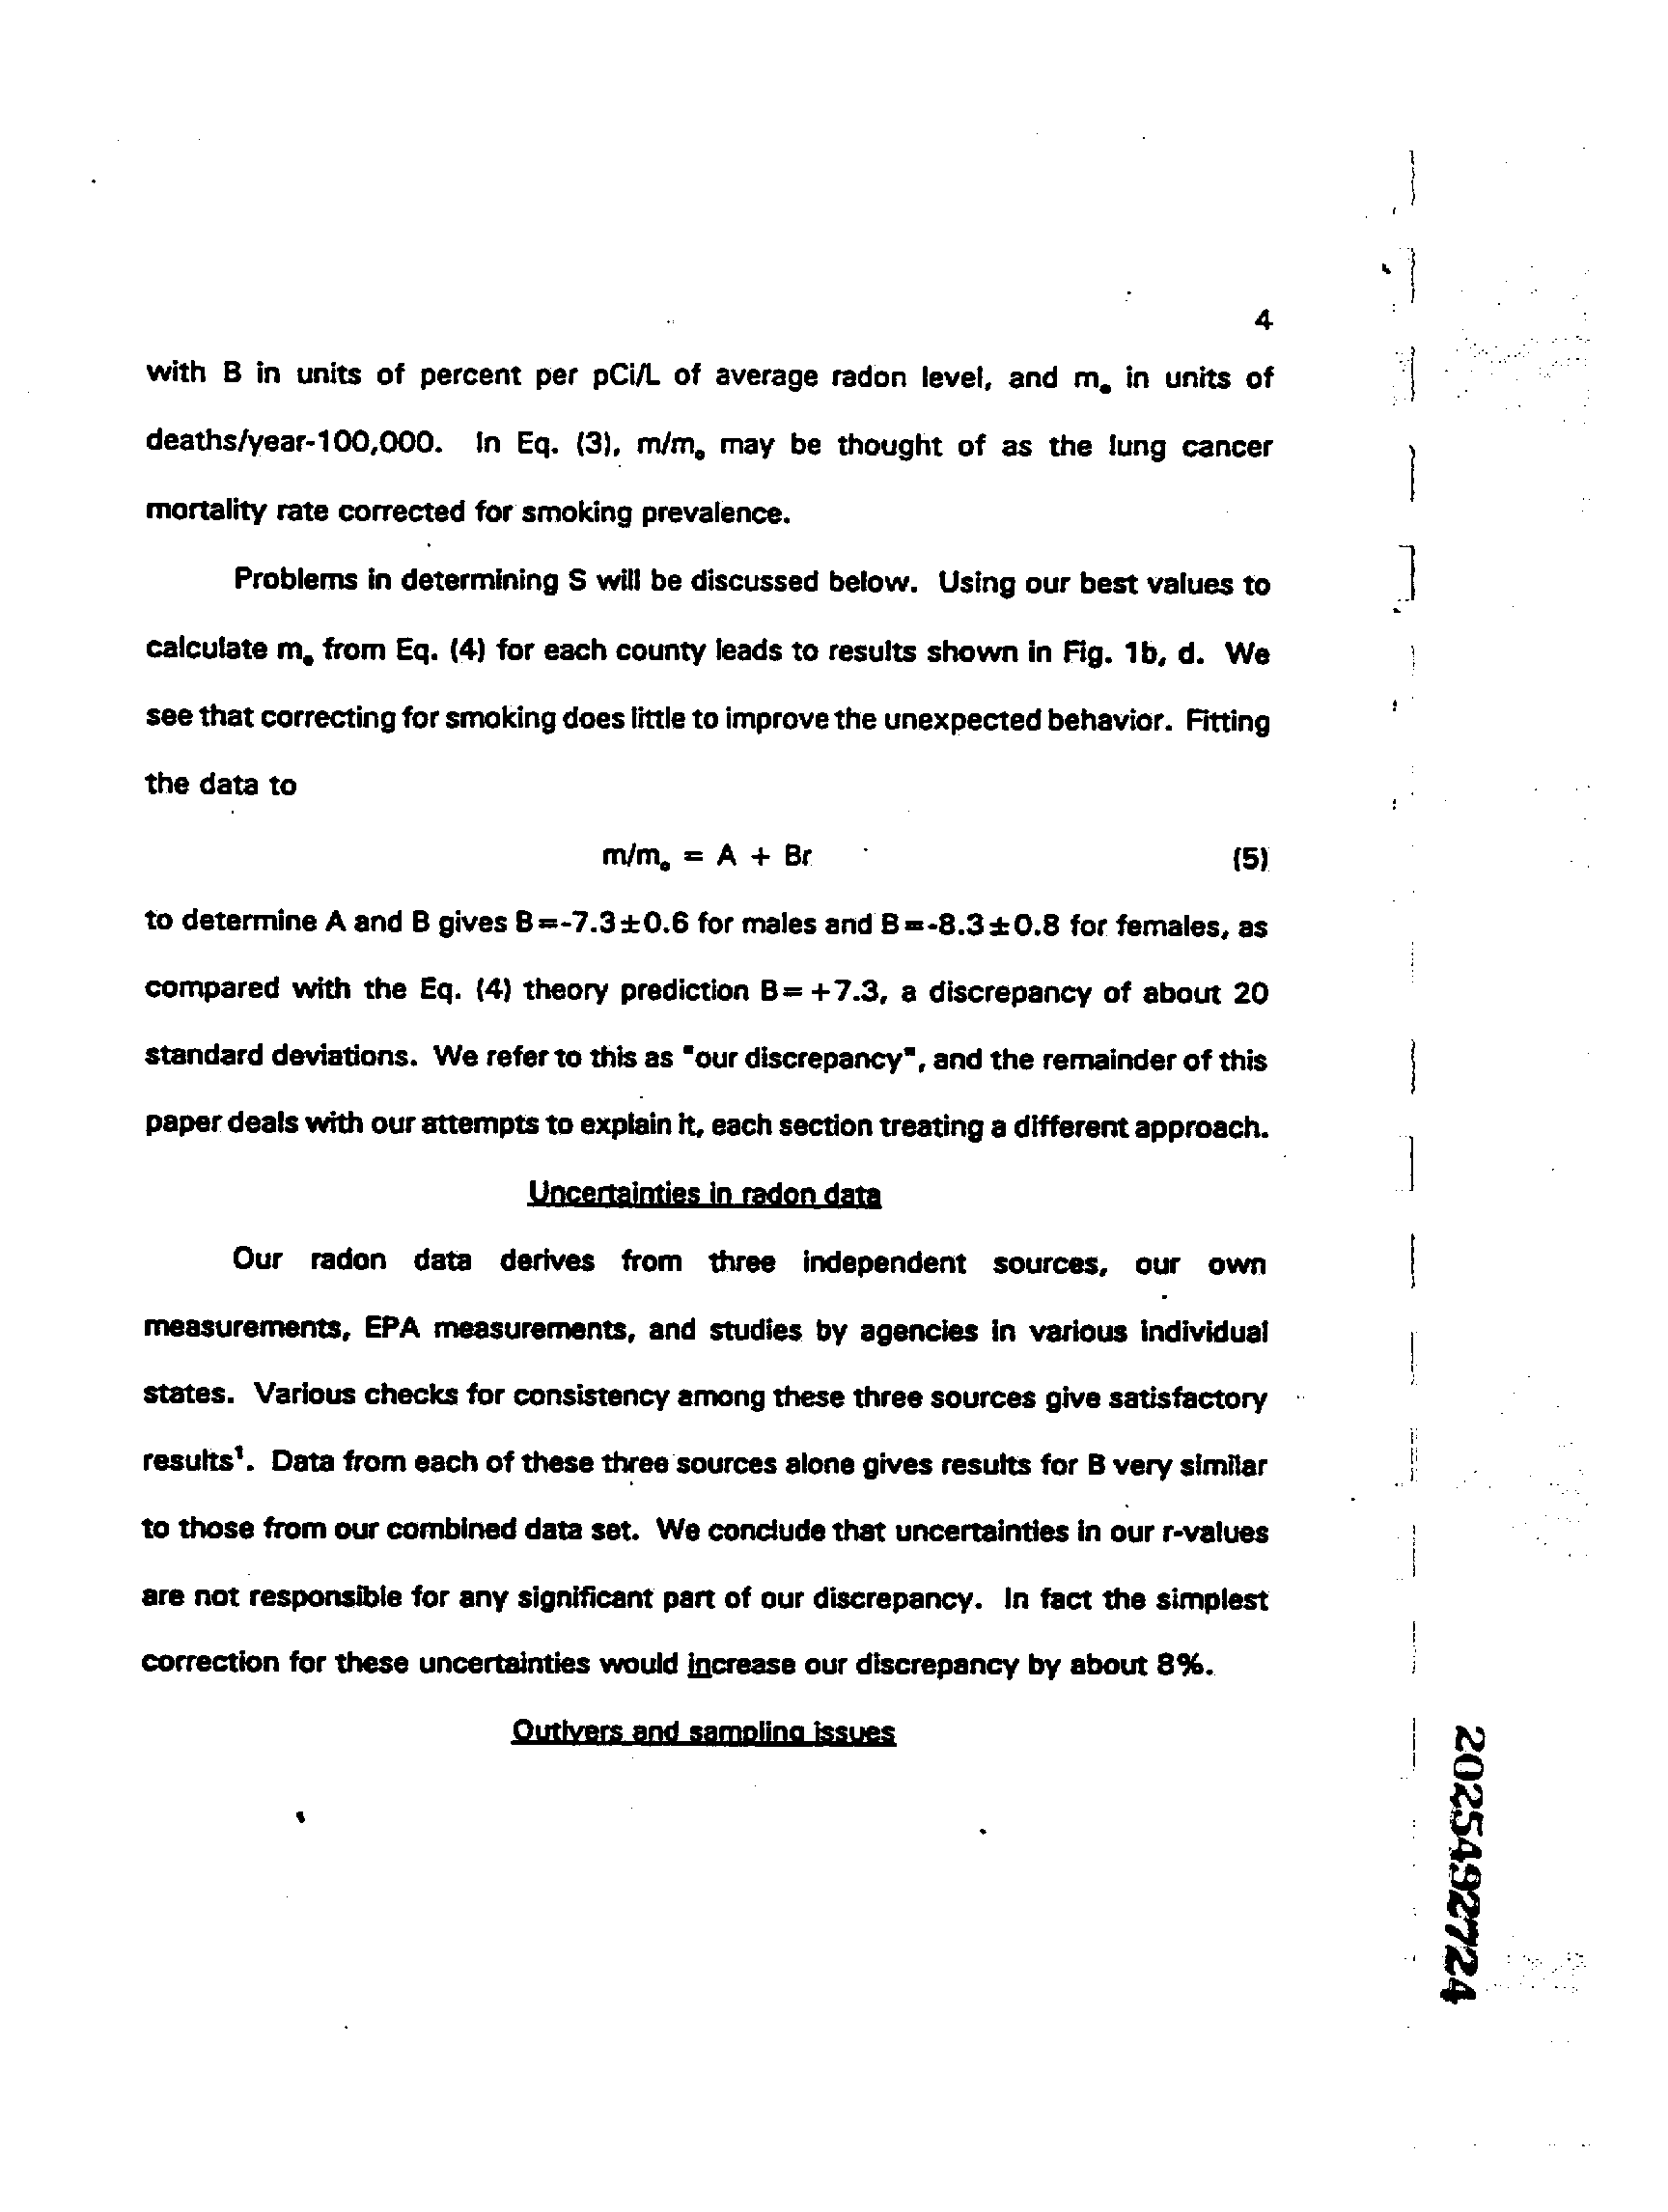 4
with B in units of percent per pCi/L of average radon level, and mₒ in units of
deaths/year-100,000. In Eq. (3), m/mₒ may be thought of as the lung cancer
mortality rate corrected for smoking prevalence.
Problems in determining S will be discussed below. Using our best values to
calculate mₒ from Eq. (4) for each county leads to results shown in Fig. 1b, d. We
see that correcting for smoking does little to improve the unexpected behavior. Fitting
the data to
m/mₒ = A + Br (5)
to determine A and B gives B=-7.3±0.6 for males and B=-8.3±0.8 for females, as
compared with the Eq. (4) theory prediction B= +7.3, a discrepancy of about 20
standard deviations. We refer to this as "our discrepancy", and the remainder of this
paper deals with our attempts to explain it, each section treating a different approach.
Uncertainties in radon data
Our radon data derives from three independent sources, our own
measurements, EPA measurements, and studies by agencies in various individual
states. Various checks for consistency among these three sources give satisfactory
results¹. Data from each of these three sources alone gives results for B very similar
to those from our combined data set. We conclude that uncertainties in our r-values
are not responsible for any significant part of our discrepancy. In fact the simplest
correction for these uncertainties would increase our discrepancy by about 8%.
Outlyers and sampling issues
2025492724